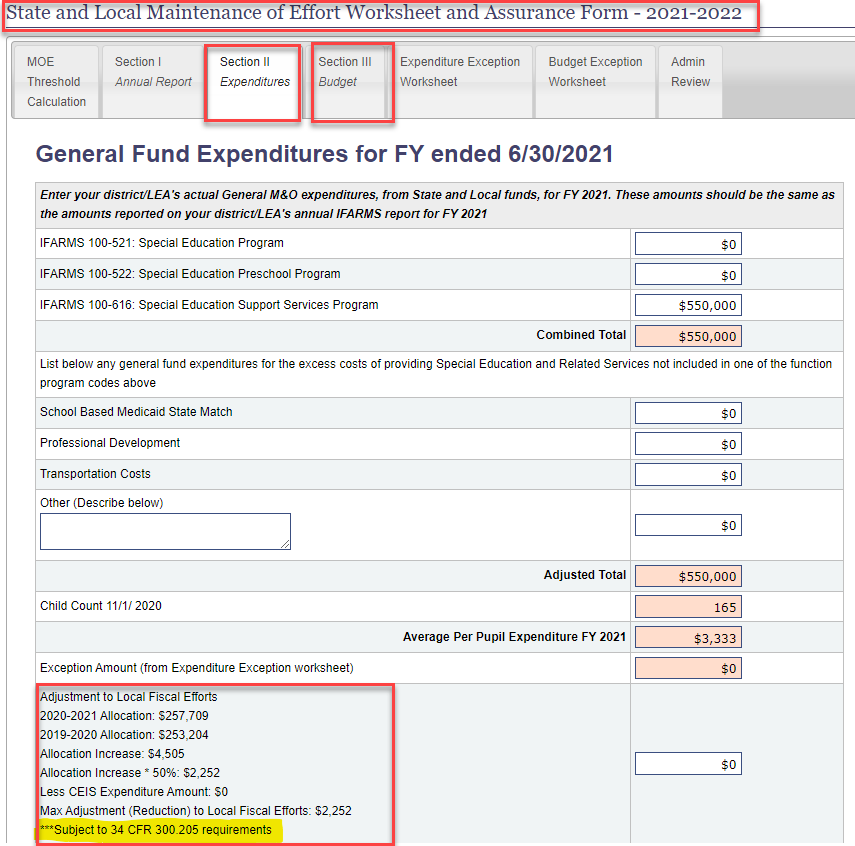 State and Local Maintenance of Effort Worksheet and Assurance Form - 2021-2022
MOE Threshold Calculation
Section I Annual Report
Section II Expenditures
Section III Budget
Expenditure Exception Worksheet
Budget Exception Worksheet
Admin Review
General Fund Expenditures for FY ended 6/30/2021
Enter your district/LEA's actual General M&O expenditures, from State and Local funds, for FY 2021. These amounts should be the same as
the amounts reported on your district/LEA's annual IFARMS report for FY 2021
IFARMS 100-521: Special Education Program $0
IFARMS 100-522: Special Education Preschool Program $0
IFARMS 100-616: Special Education Support Services Program $550,000
Combined Total $550,000
List below any general fund expenditures for the excess costs of providing Special Education and Related Services not included in one of the function
program codes above
School Based Medicaid State Match $0
Professional Development $0
Transportation Costs $0
Other (Describe below)
$0
Adjusted Total $550,000
Child Count 11/1/ 2020 165
Average Per Pupil Expenditure FY 2021 $3,333
Exception Amount (from Expenditure Exception worksheet) $0
Adjustment to Local Fiscal Efforts
2020-2021 Allocation: $257,709
2019-2020 Allocation: $253,204
Allocation Increase: $4,505
$0
Allocation Increase * 50%: $2,252
Less CEIS Expenditure Amount: $0
Max Adjustment (Reduction) to Local Fiscal Efforts: $2,252
***Subject to 34 CFR 300.205 requirements